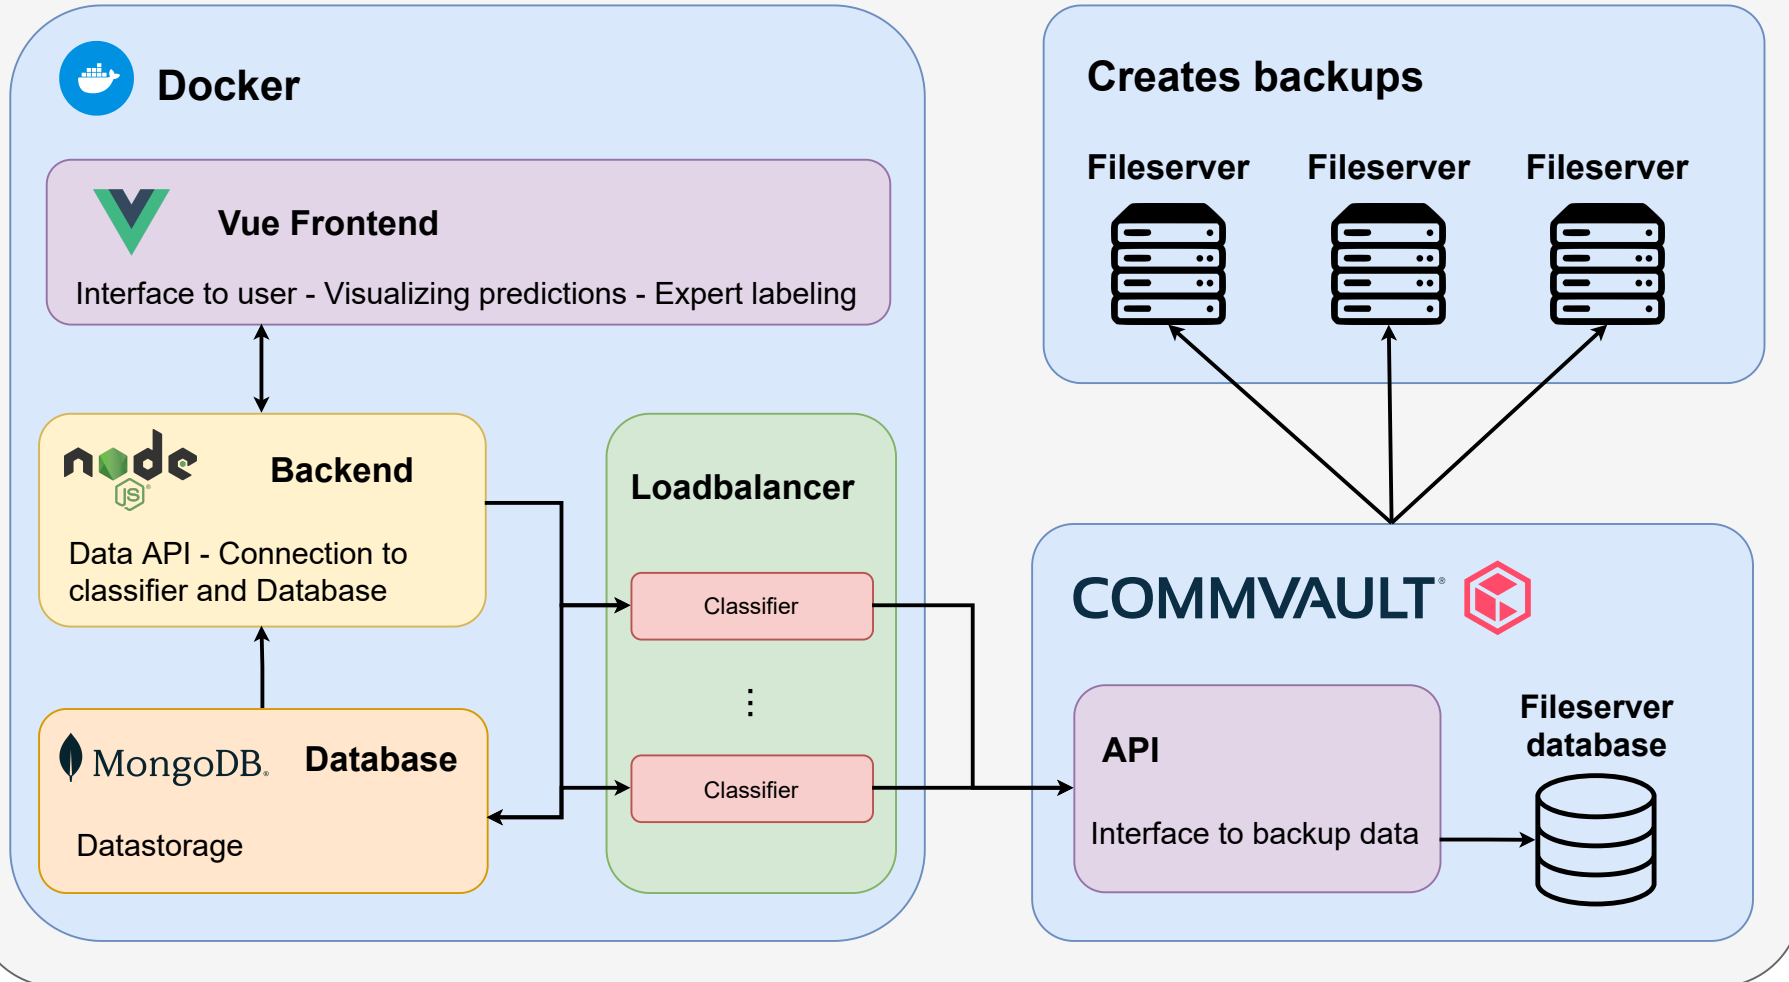 Docker
Vue Frontend
Interface to user - Visualizing predictions - Expert labeling
node
JS
Backend
Data API - Connection to
classifier and Database
MongoDB®
Database
Datastorage
Loadbalancer
Classifier
⋮
Classifier
Creates backups
Fileserver
Fileserver
Fileserver
COMMVAULT®
API
Interface to backup data
Fileserver
database